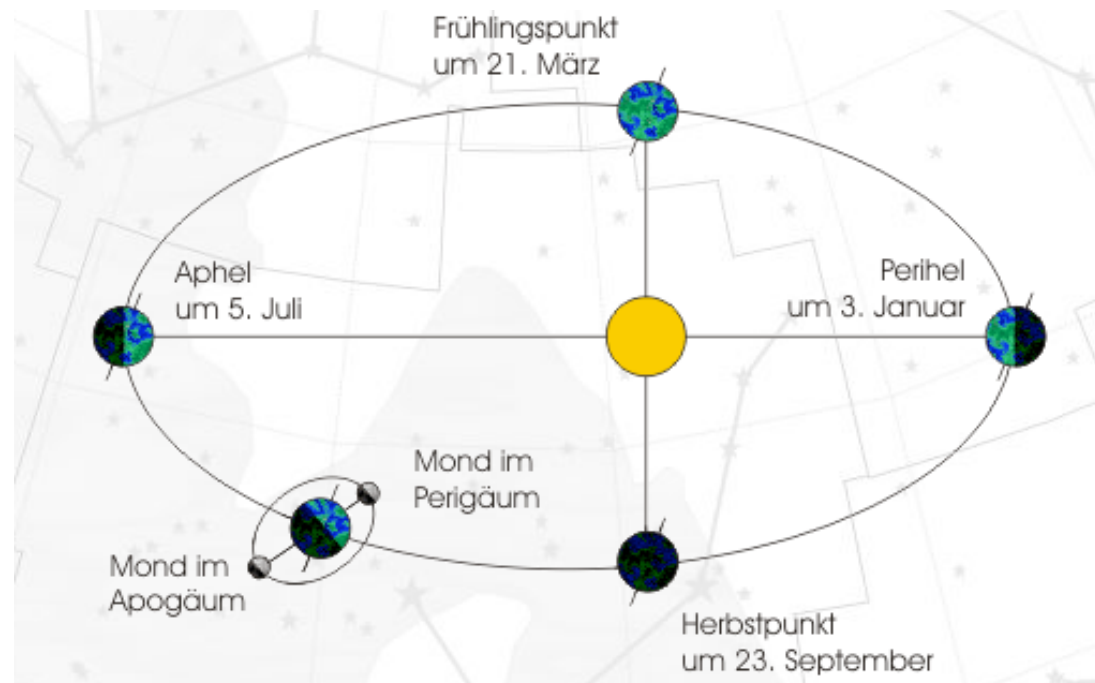 Frühlingspunkt
um 21. März
Aphel
um 5. Juli
Perihel
um 3. Januar
Mond im
Perigäum
Mond im
Apogäum
Herbstpunkt
um 23. September